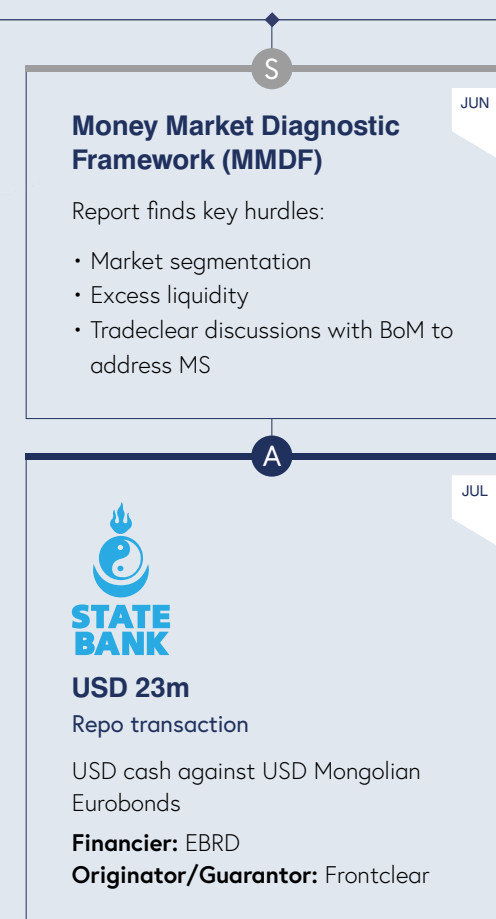 S
JUN
Money Market Diagnostic
Framework (MMDF)
Report finds key hurdles:
• Market segmentation
• Excess liquidity
• Tradeclear discussions with BoM to
address MS
A
JUL
STATE
BANK
USD 23m
Repo transaction
USD cash against USD Mongolian
Eurobonds
Financier: EBRD
Originator/Guarantor: Frontclear